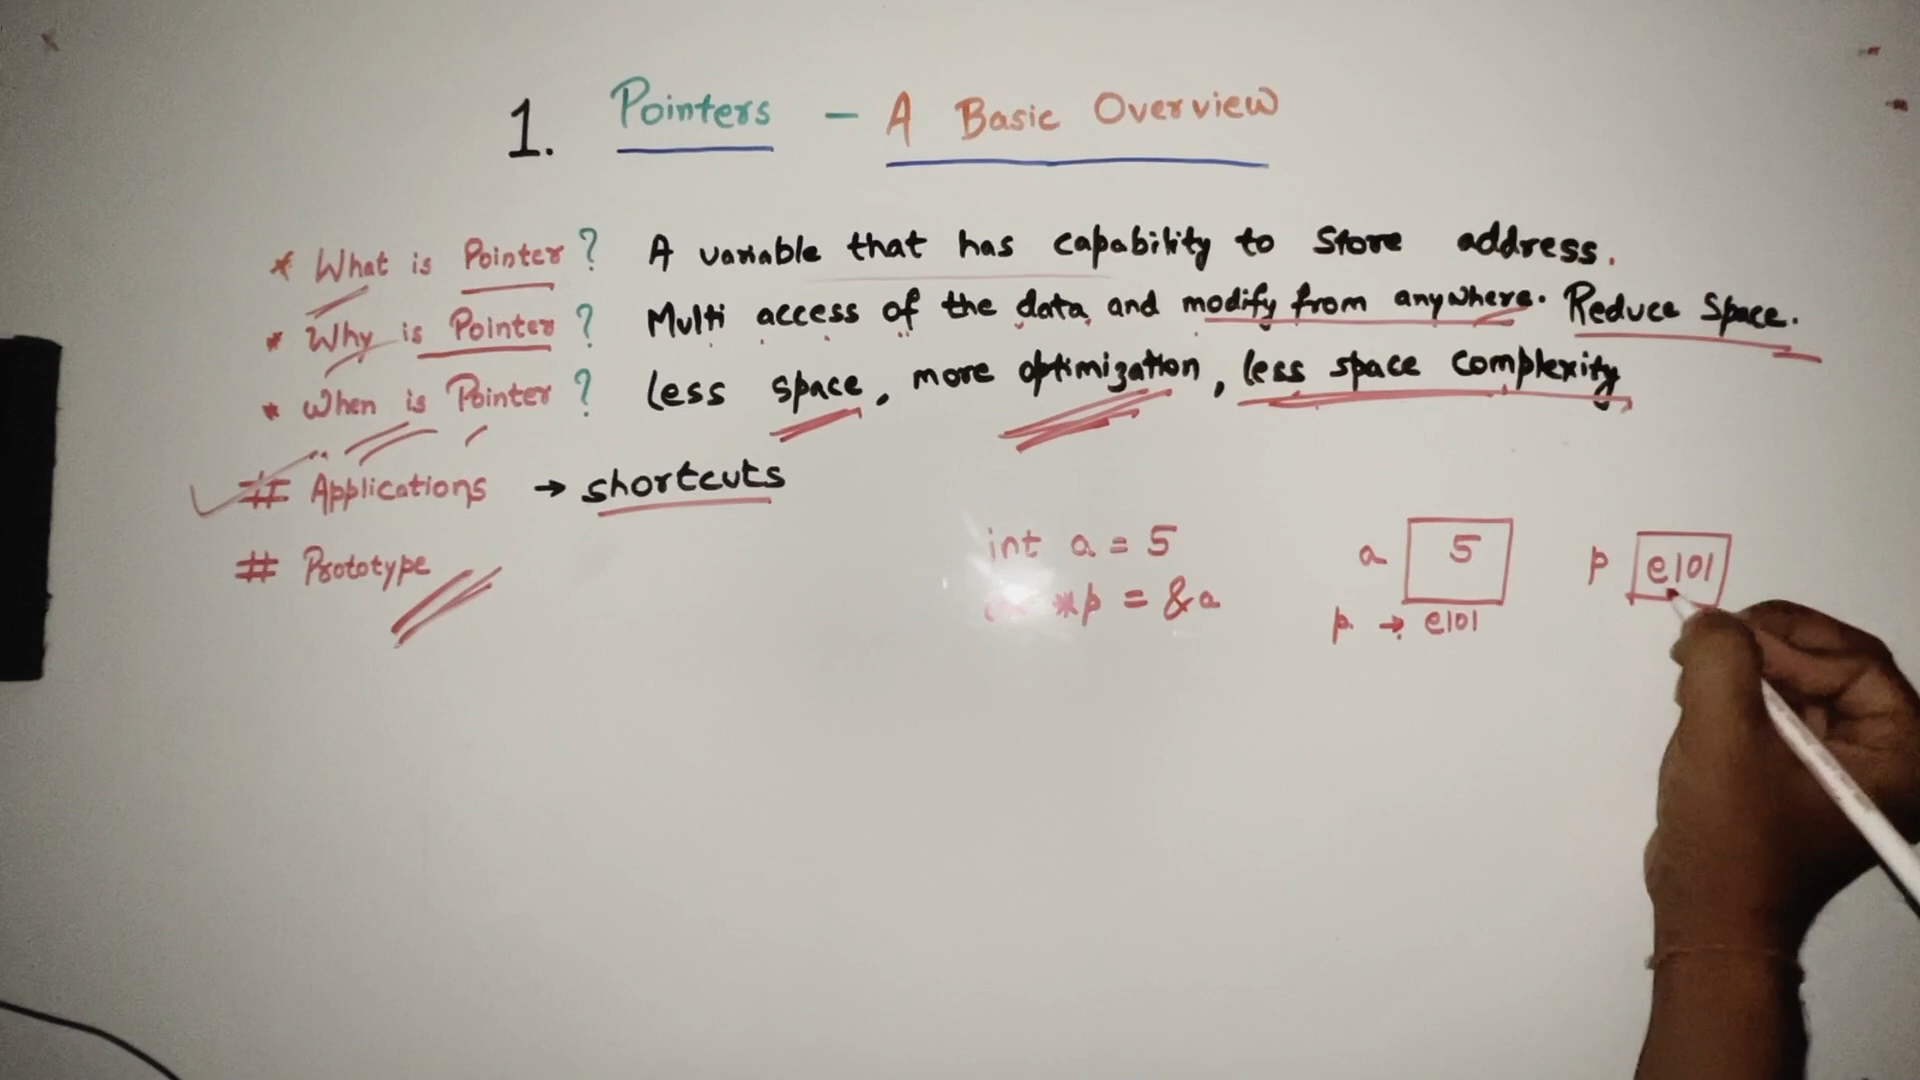 1. Pointers - A Basic Overview
* What is Pointer ? A variable that has capability to store address.
* Why is Pointer ? Multi access of the data and modify from anywhere. Reduce Space.
* When is Pointer ? less space, more optimization, less space complexity
# Applications → shortcuts
# Prototype
int a = 5
*p = &a
a 5
p → e101
p e101